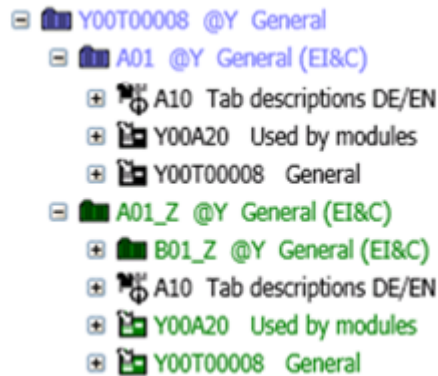 Y00T00008 @Y General
A01 @Y General (EI&C)
A10 Tab descriptions DE/EN
Y00A20 Used by modules
Y00T00008 General
A01_Z @Y General (EI&C)
B01_Z @Y General (EI&C)
A10 Tab descriptions DE/EN
Y00A20 Used by modules
Y00T00008 General